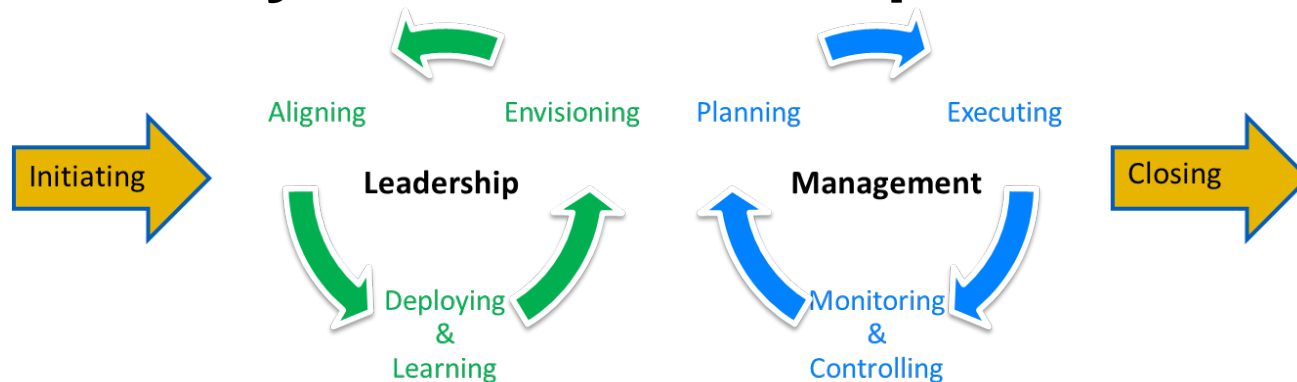 Aligning
Envisioning
Planning
Executing
Initiating
Leadership
Management
Closing
Deploying
&
Learning
Monitoring
&
Controlling